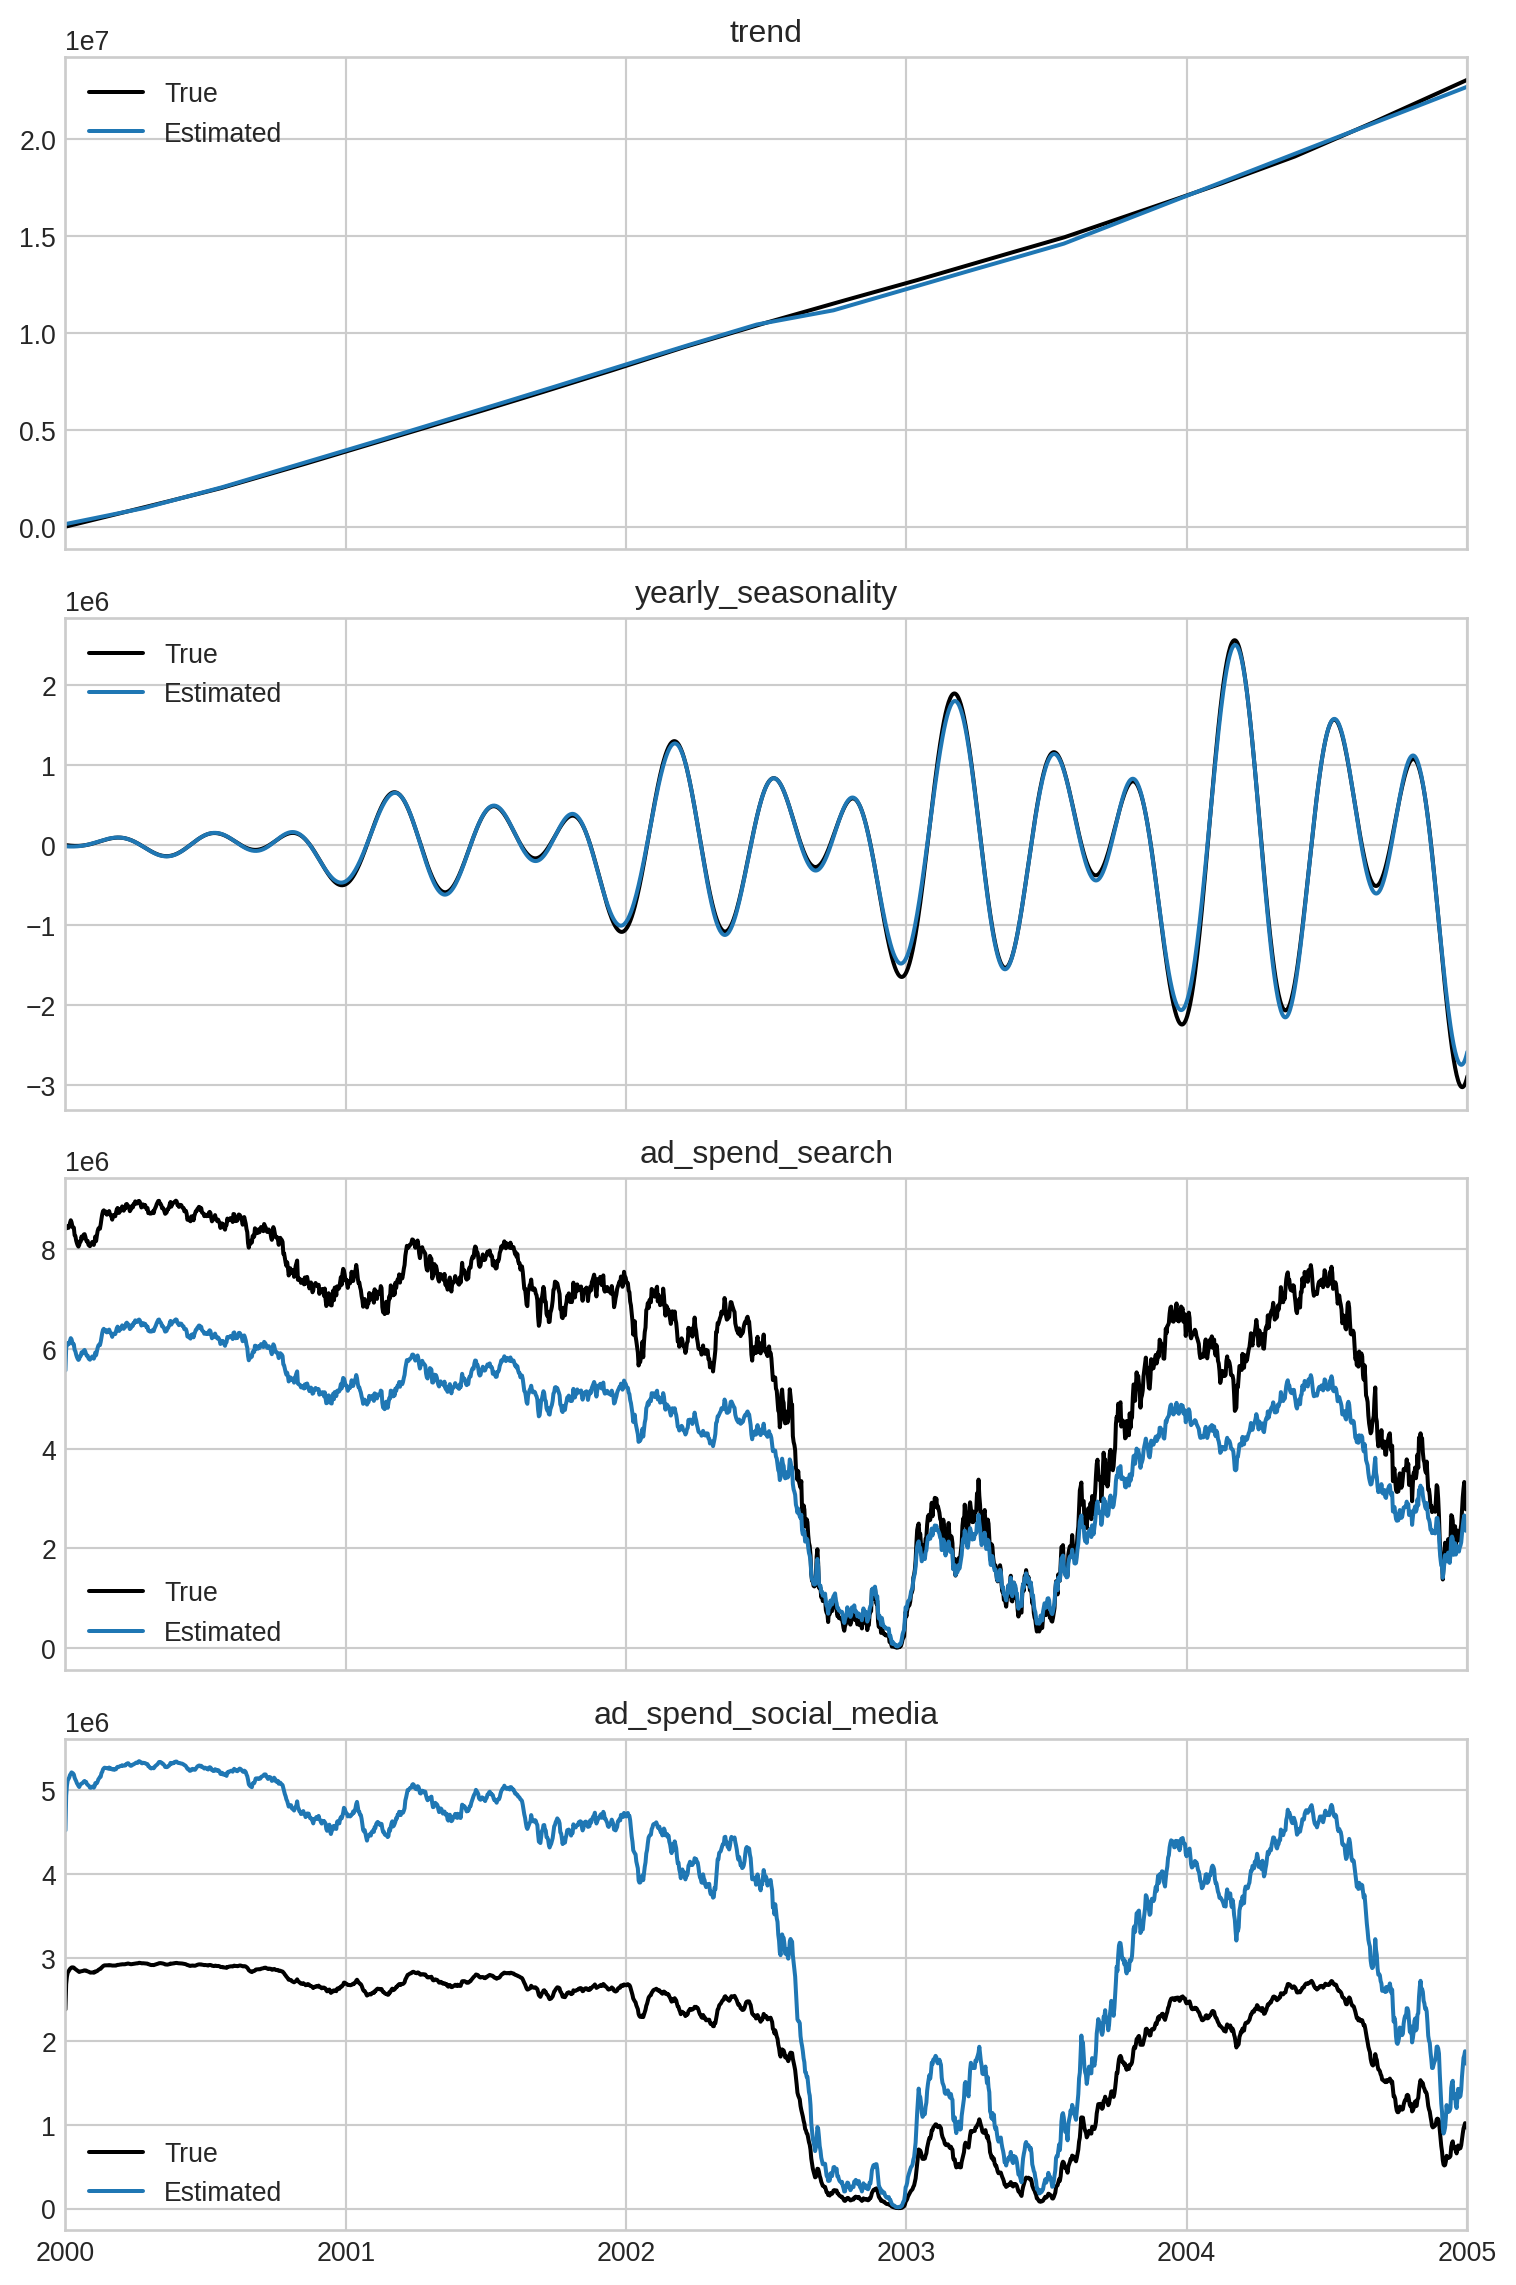 trend
1e7
True
Estimated
2.0
1.5
1.0
0.5
0.0
yearly_seasonality
1e6
True
Estimated
2
1
0
−1
−2
−3
ad_spend_search
1e6
8
6
4
2
0
True
Estimated
ad_spend_social_media
1e6
5
4
3
2
1
0
True
Estimated
2000 2001 2002 2003 2004 2005